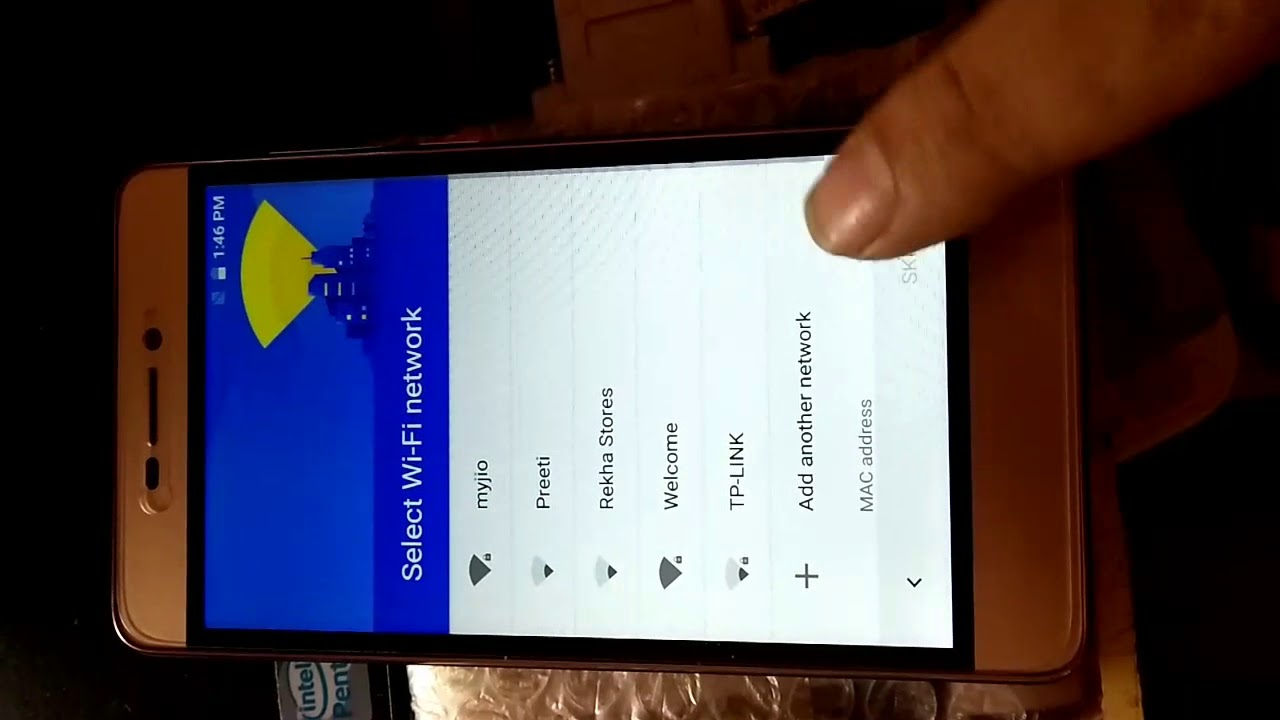 1:46 PM
Select Wi-Fi network
myjio
Preeti
Rekha Stores
Welcome
TP-LINK
Add another network
MAC address
intel